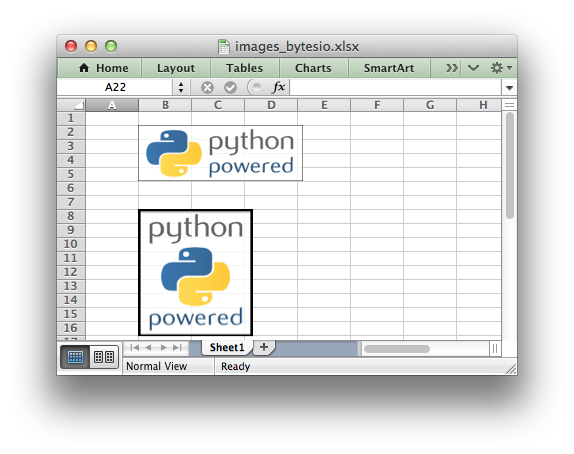 images_bytesio.xlsx
Home Layout Tables Charts SmartArt
A22 fx
A B C D E F G H
1
2
3
4
5
6
7
8
9
10
11
12
13
14
15
16
17
python
powered
python
powered
Sheet1
Normal View Ready